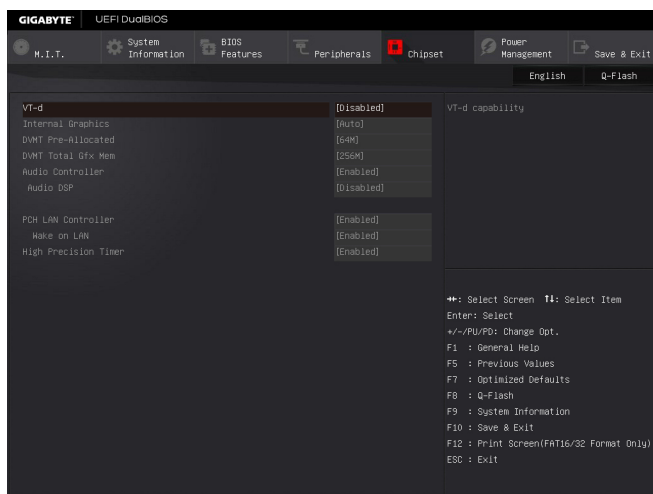 GIGABYTE™ UEFI DualBIOS
M.I.T. System Information BIOS Features Peripherals Chipset Power Management Save & Exit
English Q-Flash
VT-d [Disabled] VT-d capability
Internal Graphics [Auto]
DVMT Pre-Allocated [64M]
DVMT Total Gfx Mem [256M]
Audio Controller [Enabled]
Audio DSP [Disabled]
PCH LAN Controller [Enabled]
Wake on LAN [Enabled]
High Precision Timer [Enabled]
→←: Select Screen ↑↓: Select Item
Enter: Select
+/-/PU/PD: Change Opt.
F1 : General Help
F5 : Previous Values
F7 : Optimized Defaults
F8 : Q-Flash
F9 : System Information
F10 : Save & Exit
F12 : Print Screen(FAT16/32 Format Only)
ESC : Exit